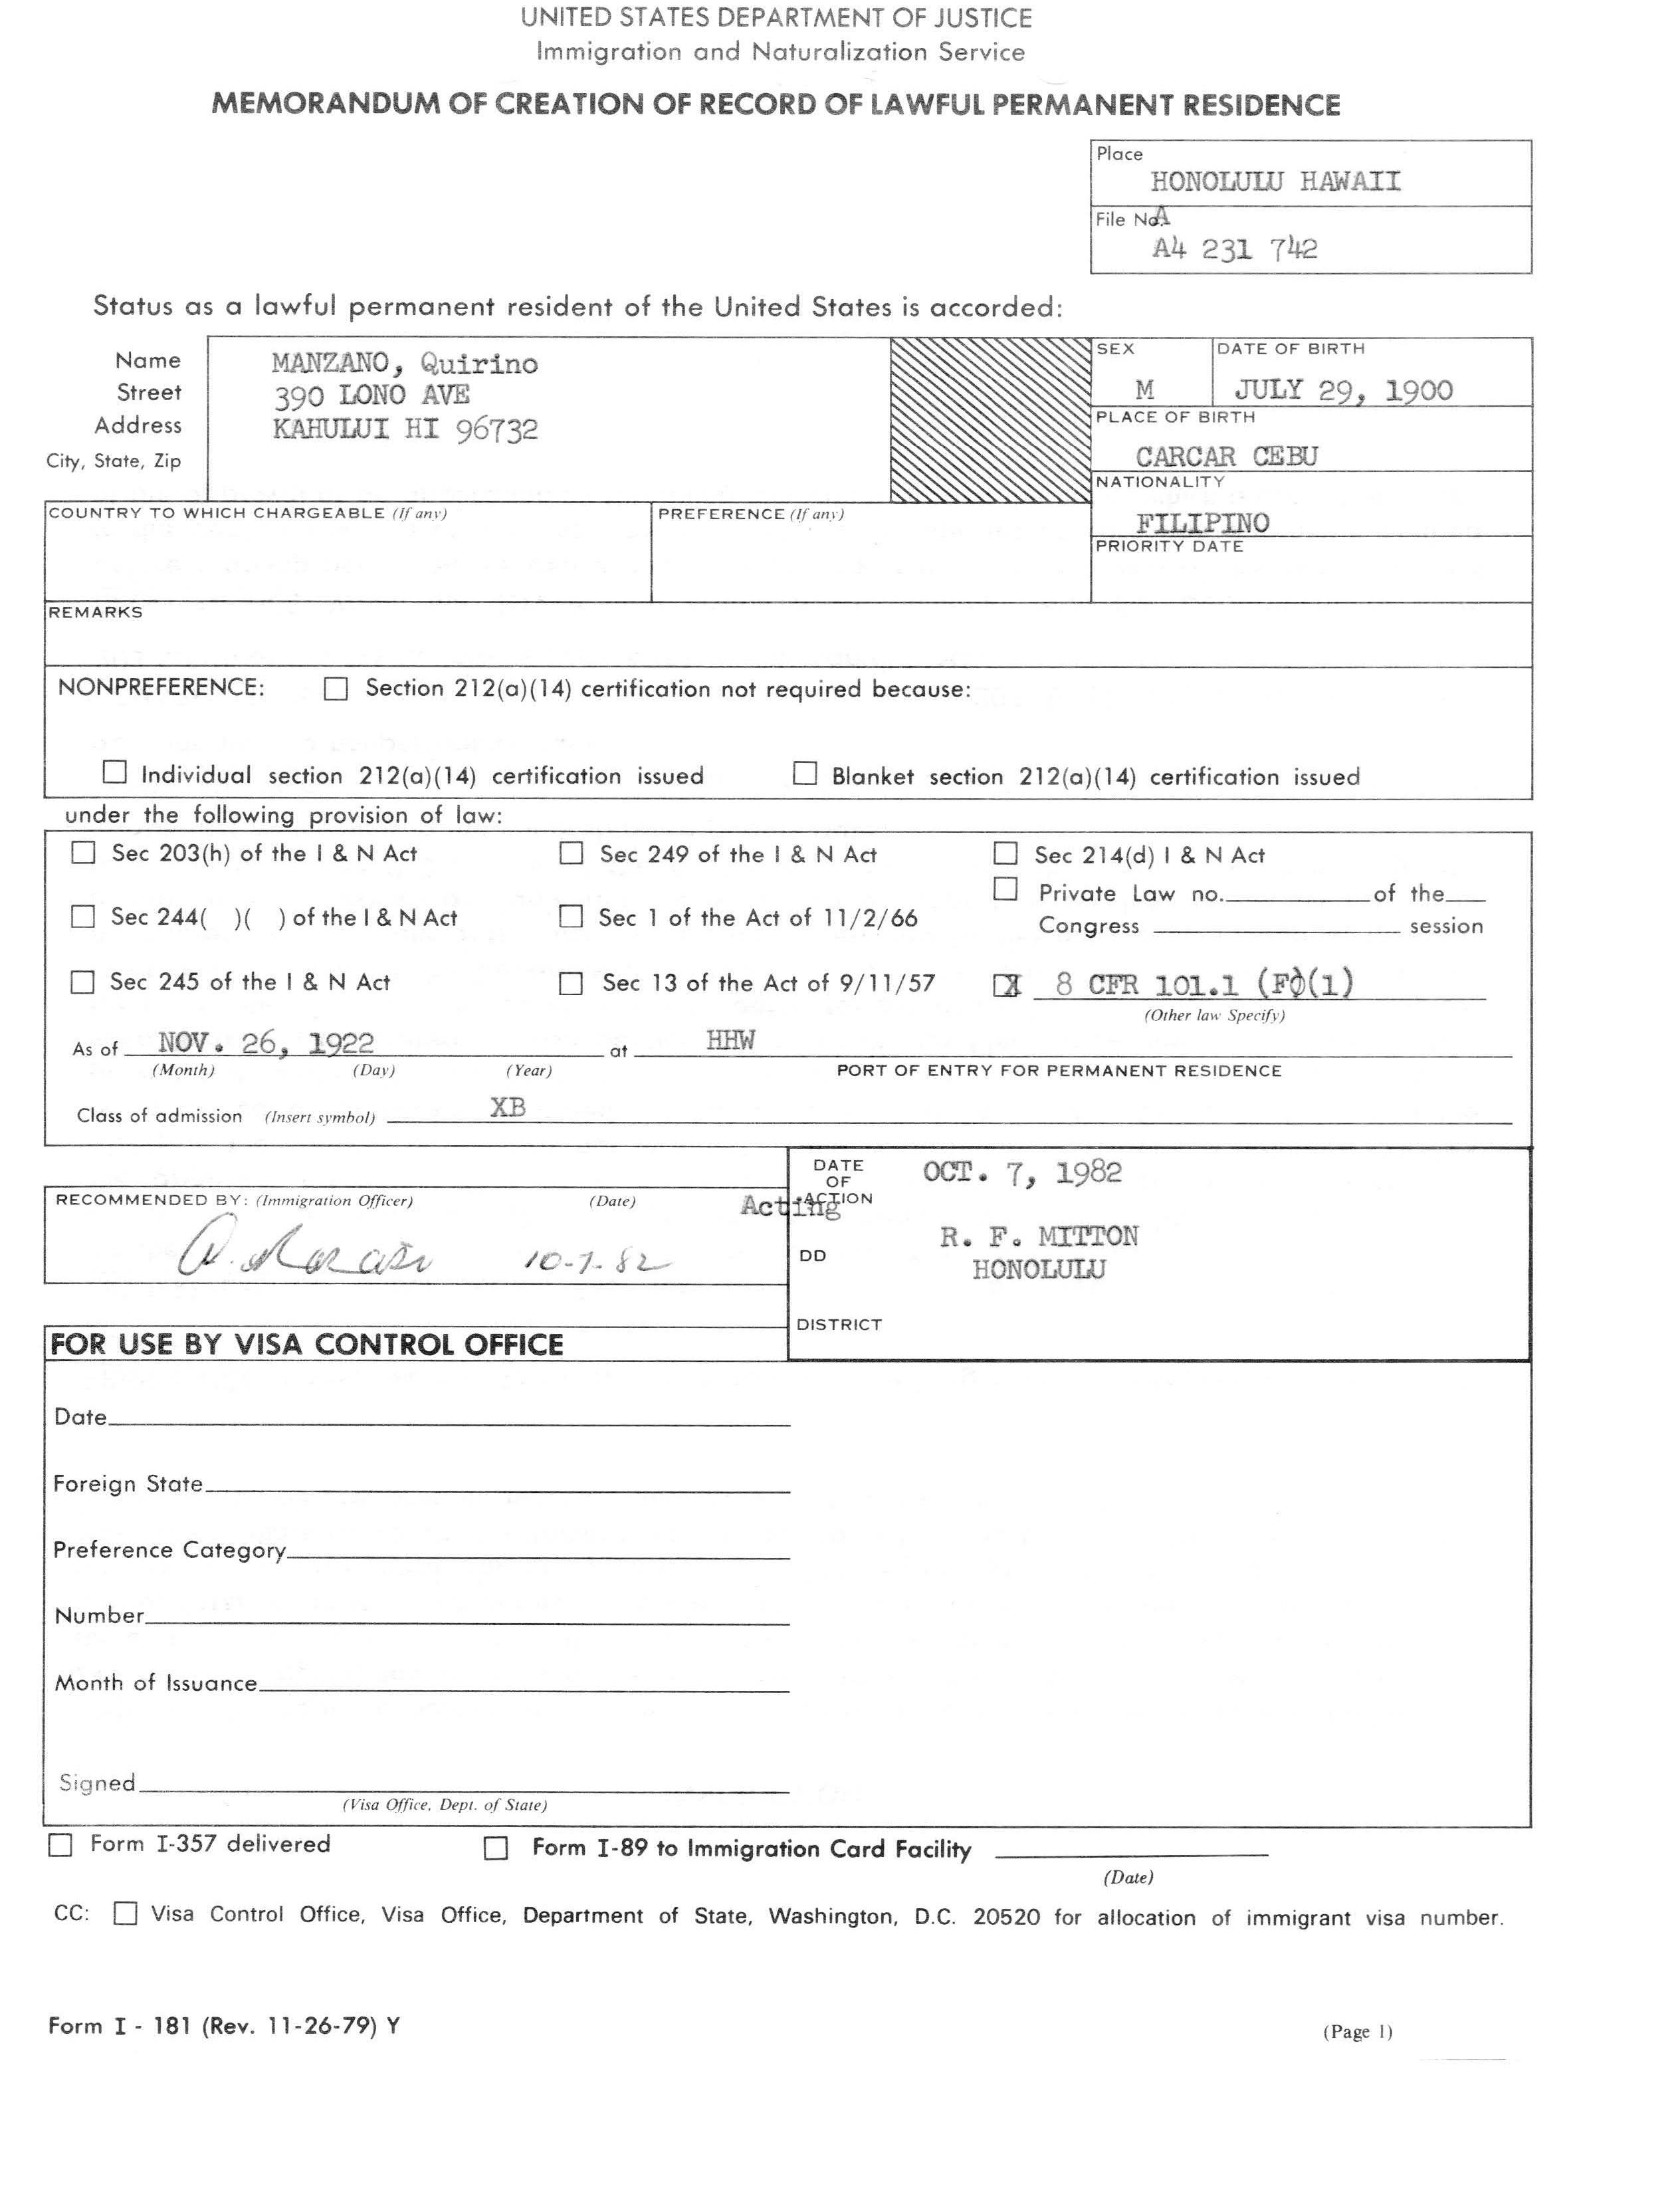 UNITED STATES DEPARTMENT OF JUSTICE
Immigration and Naturalization Service
MEMORANDUM OF CREATION OF RECORD OF LAWFUL PERMANENT RESIDENCE
Place
HONOLULU HAWAII
File No. A
A4 231 742
Status as a lawful permanent resident of the United States is accorded:
Name
Street
Address
City, State, Zip
MANZANO, Quirino
390 LONO AVE
KAHULUI HI 96732
SEX
M
DATE OF BIRTH
JULY 29, 1900
PLACE OF BIRTH
CARCAR CEBU
NATIONALITY
FILIPINO
PRIORITY DATE
COUNTRY TO WHICH CHARGEABLE (If any)
PREFERENCE (If any)
REMARKS
NONPREFERENCE: Section 212(a)(14) certification not required because:
Individual section 212(a)(14) certification issued Blanket section 212(a)(14) certification issued
under the following provision of law:
Sec 203(h) of the I & N Act Sec 249 of the I & N Act Sec 214(d) I & N Act
Private Law no. of the
Sec 244( )( ) of the I & N Act Sec 1 of the Act of 11/2/66
Congress session
Sec 245 of the I & N Act Sec 13 of the Act of 9/11/57 X 8 CFR 101.1 (F)(1)
(Other law Specify)
As of NOV. 26, 1922 at HHW
(Month) (Day) (Year) PORT OF ENTRY FOR PERMANENT RESIDENCE
Class of admission (Insert symbol) XB
RECOMMENDED BY: (Immigration Officer) (Date)
10-7-82
DATE
OF
ACTION
OCT. 7, 1982
Acting
DD
R. F. MITTON
HONOLULU
DISTRICT
FOR USE BY VISA CONTROL OFFICE
Date
Foreign State
Preference Category
Number
Month of Issuance
Signed
(Visa Office, Dept. of State)
Form I-357 delivered Form I-89 to Immigration Card Facility
(Date)
CC: Visa Control Office, Visa Office, Department of State, Washington, D.C. 20520 for allocation of immigrant visa number.
Form I - 181 (Rev. 11-26-79) Y
(Page 1)